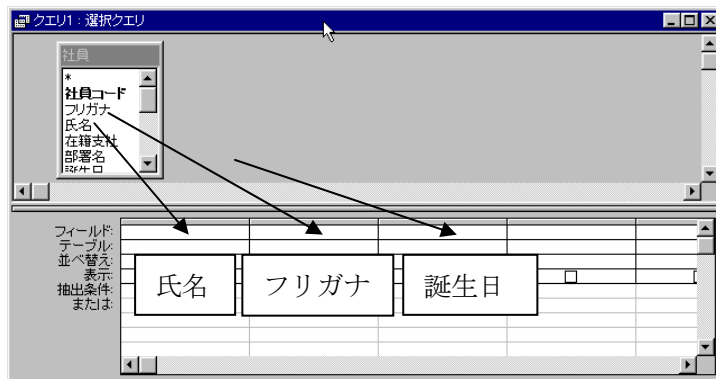 クエリ1 : 選択クエリ
社員
*
社員コード
フリガナ
氏名
在籍支社
部署名
誕生日
フィールド:
テーブル:
並べ替え:
表示:
抽出条件:
または:
氏名
フリガナ
誕生日